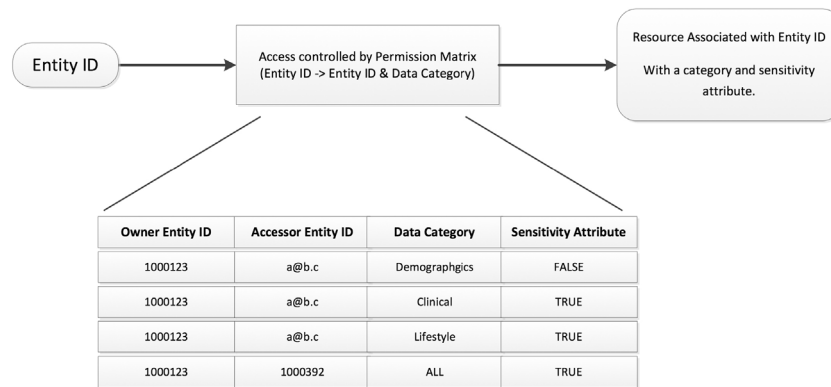 Entity ID
Access controlled by Permission Matrix
(Entity ID -> Entity ID & Data Category)
Resource Associated with Entity ID
With a category and sensitivity
attribute.
Owner Entity ID Accessor Entity ID Data Category Sensitivity Attribute
1000123 a@b.c Demographgics FALSE
1000123 a@b.c Clinical TRUE
1000123 a@b.c Lifestyle TRUE
1000123 1000392 ALL TRUE